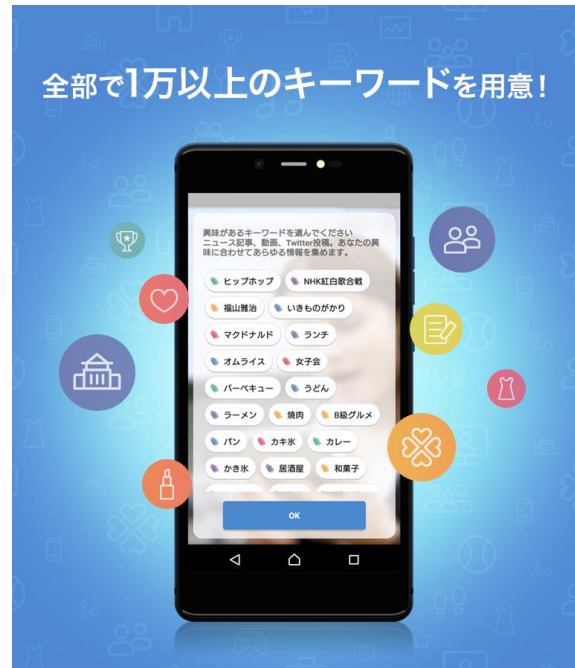 全部で1万以上のキーワードを用意！
興味があるキーワードを選んでください
ニュース記事、動画、Twitter投稿。あなたの興
味に合わせてあらゆる情報を集めます。
ヒップホップ NHK紅白歌合戦
福山雅治 いきものがかり
マクドナルド ランチ
オムライス 女子会
バーベキュー うどん
ラーメン 焼肉 B級グルメ
パン カキ氷 カレー
かき氷 居酒屋 和菓子
OK